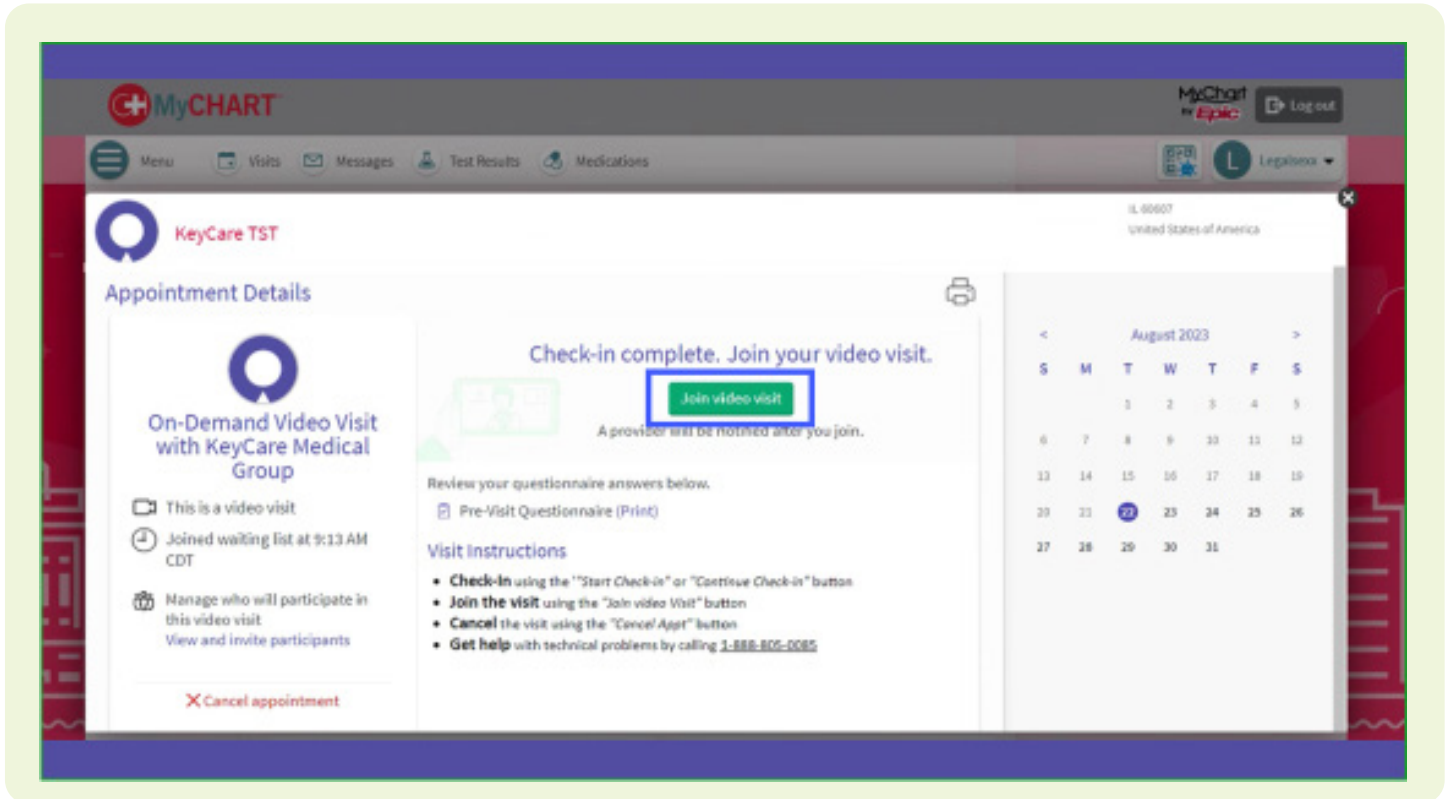 MyCHART
MyChart
BY Epic
Log out
Menu
Visits
Messages
Test Results
Medications
L
KeyCare TST
IL 60607
United States of America
Appointment Details
On-Demand Video Visit
with KeyCare Medical
Group
This is a video visit
Joined waiting list at 9:13 AM
CDT
Manage who will participate in
this video visit
View and invite participants
Cancel appointment
Check-in complete. Join your video visit.
Join video visit
A provider will be notified after you join.
Review your questionnaire answers below.
Pre-Visit Questionnaire (Print)
Visit Instructions
• Check-In using the '"Start Check-in" or "Continue Check-in" button
• Join the visit using the "Join video Visit" button
• Cancel the visit using the "Cancel Appt" button
• Get help with technical problems by calling 1-888-805-0085
< August 2023 >
S M T W T F S
1 2 3 4 5
6 7 8 9 10 11 12
13 14 15 16 17 18 19
20 21 22 23 24 25 26
27 28 29 30 31